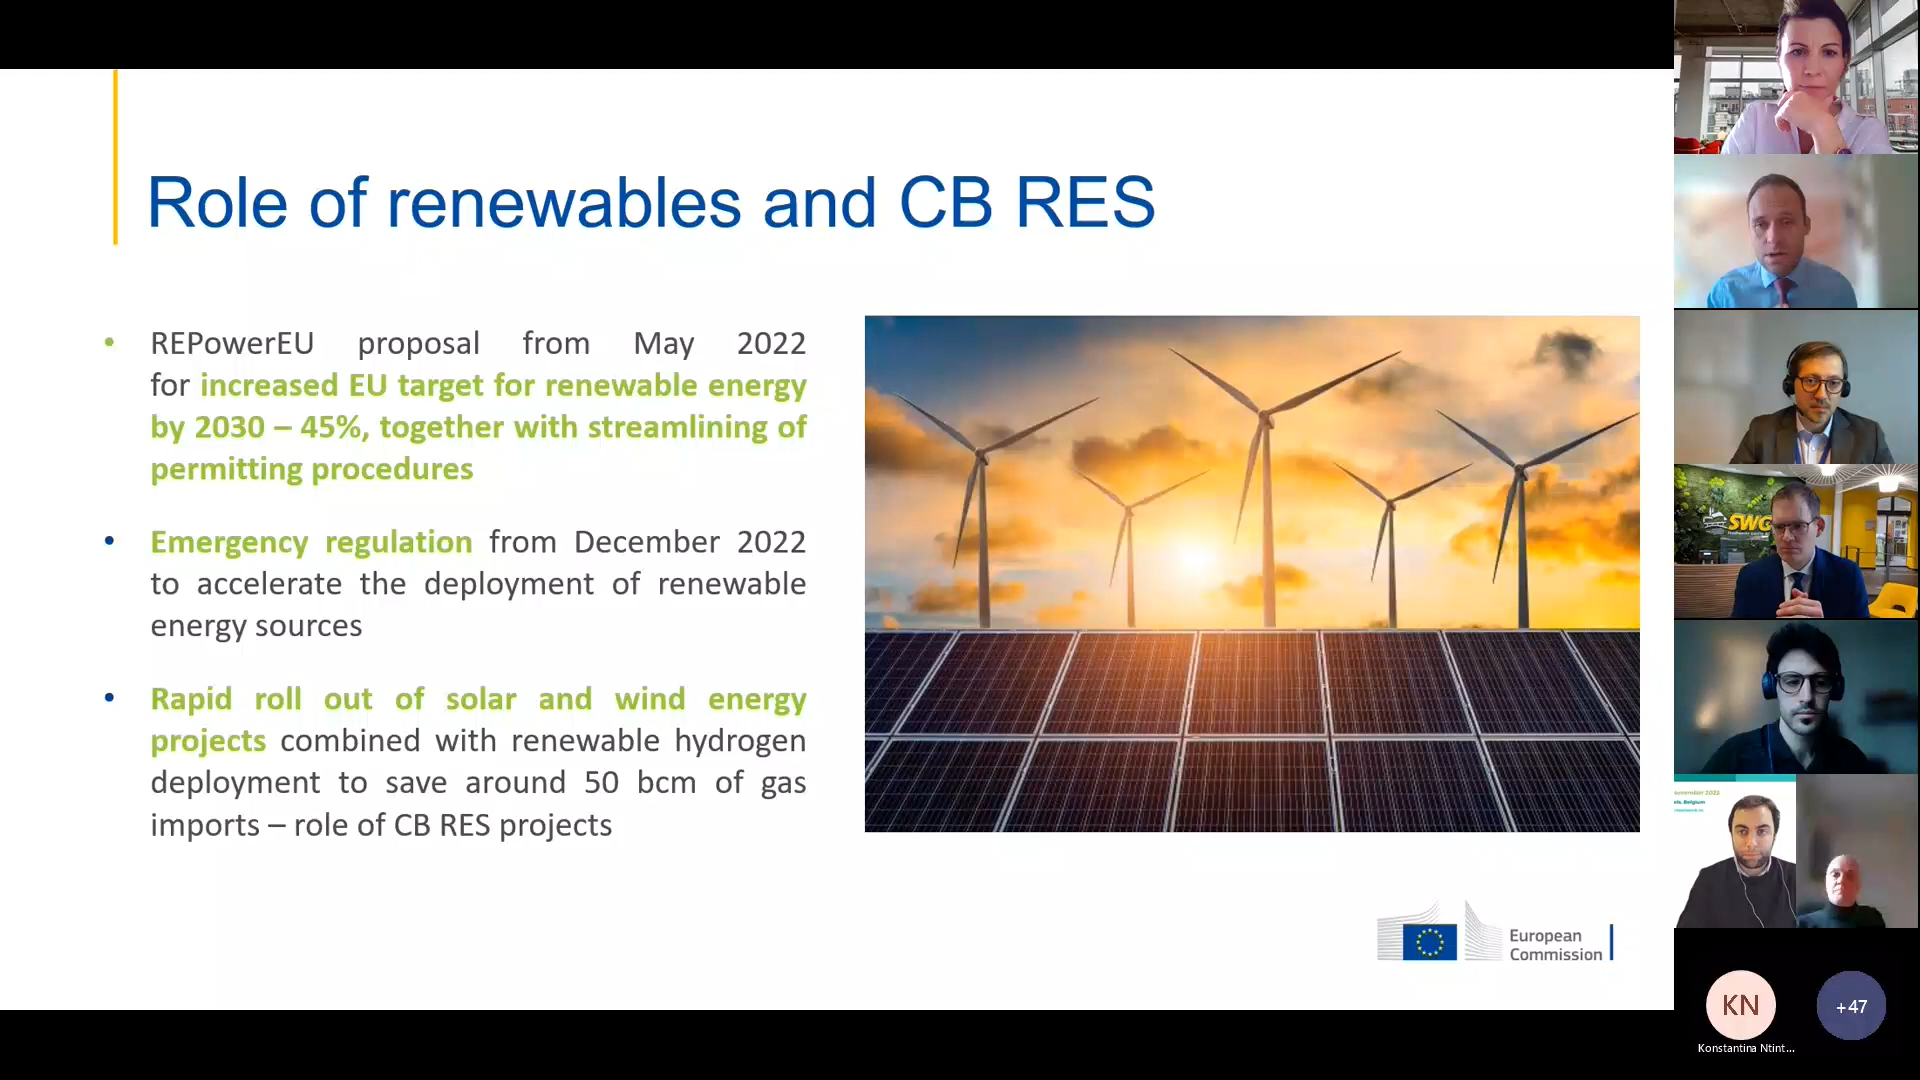 Role of renewables and CB RES
• REPowerEU proposal from May 2022
for increased EU target for renewable energy
by 2030 – 45%, together with streamlining of
permitting procedures
• Emergency regulation from December 2022
to accelerate the deployment of renewable
energy sources
• Rapid roll out of solar and wind energy
projects combined with renewable hydrogen
deployment to save around 50 bcm of gas
imports – role of CB RES projects
European
Commission
SWG
Belgium
KN
+47
Konstantina Ntint...